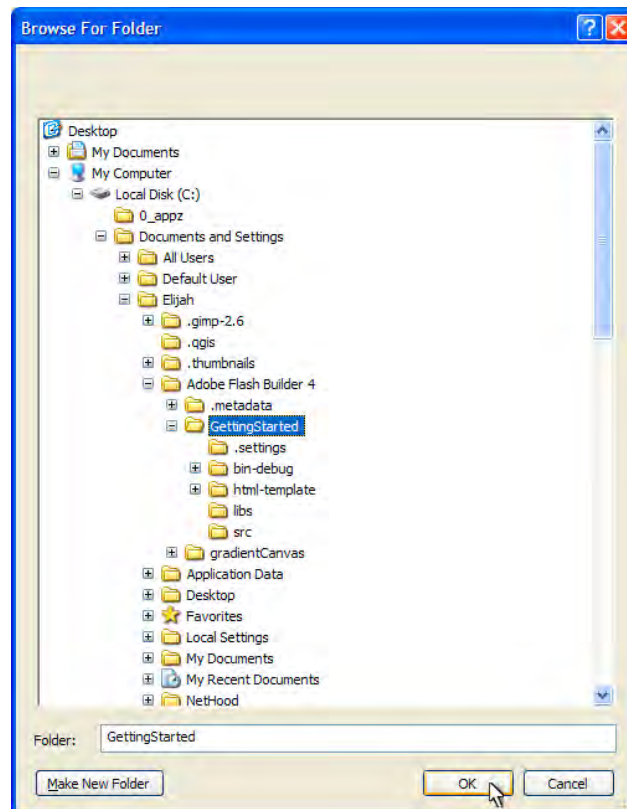 Browse For Folder
Desktop
My Documents
My Computer
Local Disk (C:)
0_appz
Documents and Settings
All Users
Default User
Elijah
.gimp-2.6
.qgis
.thumbnails
Adobe Flash Builder 4
.metadata
GettingStarted
.settings
bin-debug
html-template
libs
src
gradientCanvas
Application Data
Desktop
Favorites
Local Settings
My Documents
My Recent Documents
NetHood
Folder: GettingStarted
Make New Folder OK Cancel